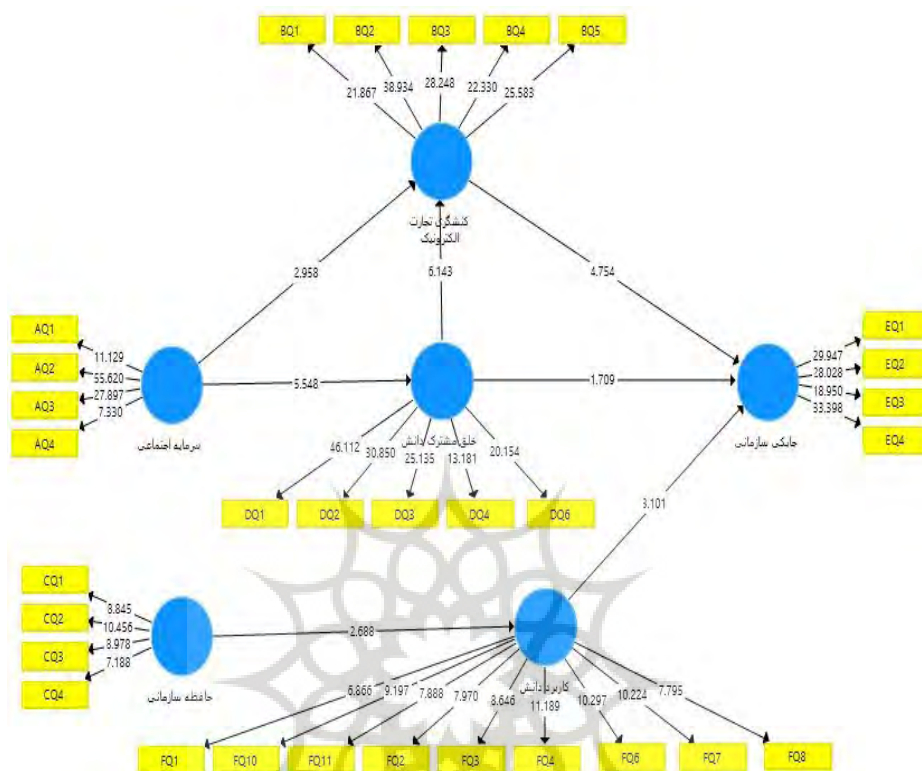 BQ1 BQ2 BQ3 BQ4 BQ5
21.867 38.934 28.248 22.330 25.583
کنشگری تجارت
الکترونیک
2.958 6.143 4.754
AQ1
AQ2
AQ3
AQ4
11.129
55.620
27.897
7.330
سرمایه اجتماعی
5.548
خلق مشترک دانش
1.709
EQ1
EQ2
EQ3
EQ4
29.947
28.028
18.950
33.398
چابکی سازمانی
46.112 30.850 25.135 13.181 20.154
DQ1 DQ2 DQ3 DQ4 DQ6
3.101
CQ1
CQ2
CQ3
CQ4
8.845
10.456
8.978
7.188
حافظه سازمانی
2.688
کاربرد دانش
6.866 9.197 7.888 7.970 8.646 11.189 10.297 10.224 7.795
FQ1 FQ10 FQ11 FQ2 FQ3 FQ4 FQ6 FQ7 FQ8